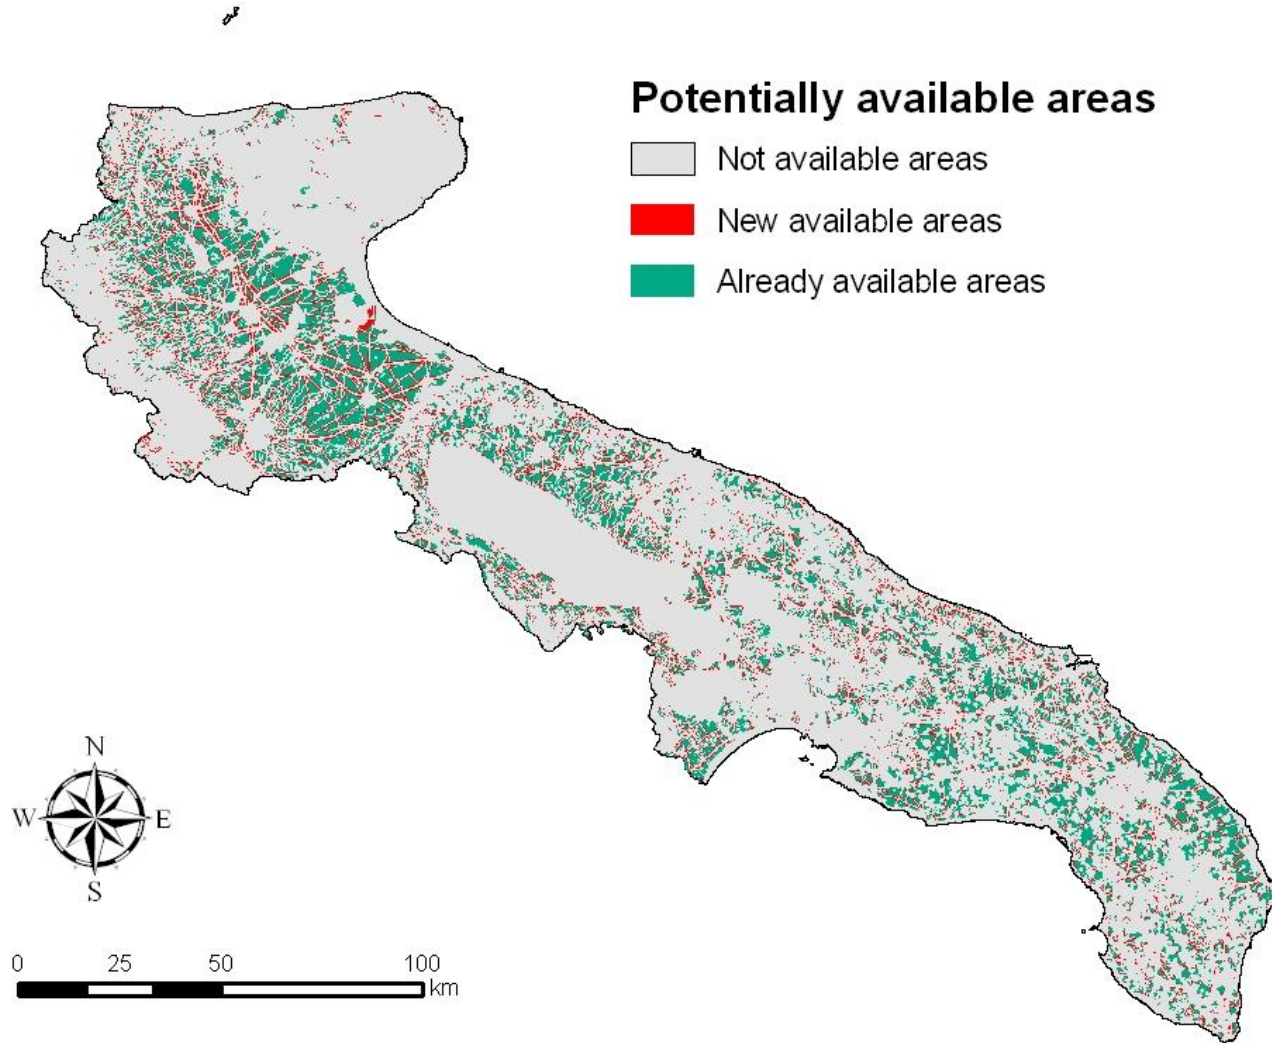 Potentially available areas
Not available areas
New available areas
Already available areas
N
W E
S
0 25 50 100
km